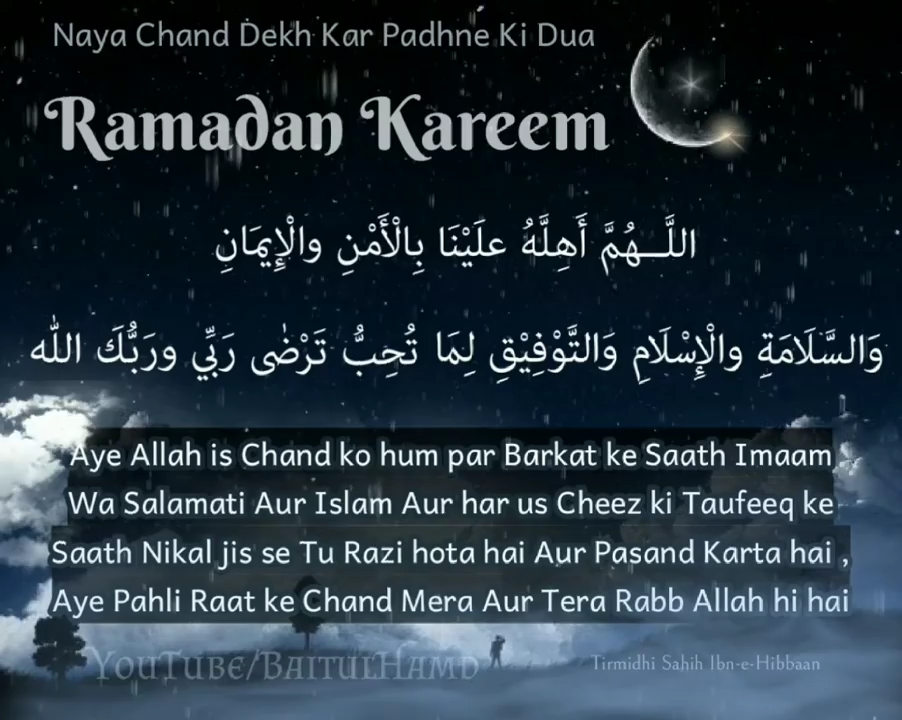 Naya Chand Dekh Kar Padhne Ki Dua
Ramadan Kareem
اللَّـهُمَّ أَهِلَّهُ علَيْنَا بِالْأَمْنِ والْإِيمَانِ
وَالسَّلَامَةِ والْإِسْلَامِ وَالتَّوْفِيْقِ لِمَا تُحِبُّ تَرْضٰى رَبِّي ورَبُّكَ الله
Aye Allah is Chand ko hum par Barkat ke Saath Imaam
Wa Salamati Aur Islam Aur har us Cheez ki Taufeeq ke
Saath Nikal jis se Tu Razi hota hai Aur Pasand Karta hai ,
Aye Pahli Raat ke Chand Mera Aur Tera Rabb Allah hi hai
YouTube/BaitulHamd
Tirmidhi Sahih Ibn-e-Hibbaan